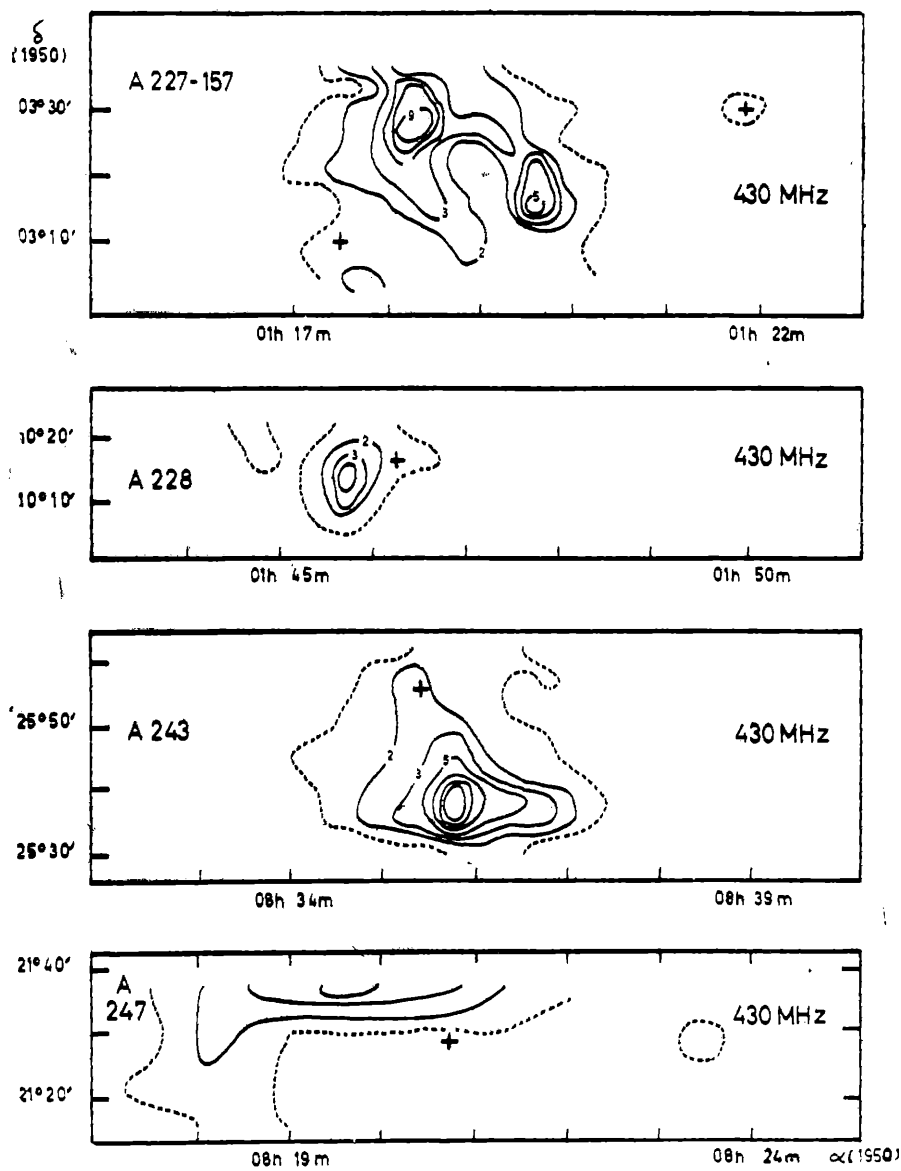 δ
(1950)
A 227-157
03°30′
9
5
430 MHz
3
03°10′
2
01h 17m
01h 22m
10°20′
2
430 MHz
3
A 228
10°10′
01h 45m
01h 50m
25°50′
A 243
430 MHz
2
3
5
25°30′
08h 34m
08h 39m
21°40′
A
247
430 MHz
21°20′
08h 19m
08h 24m α(1950)